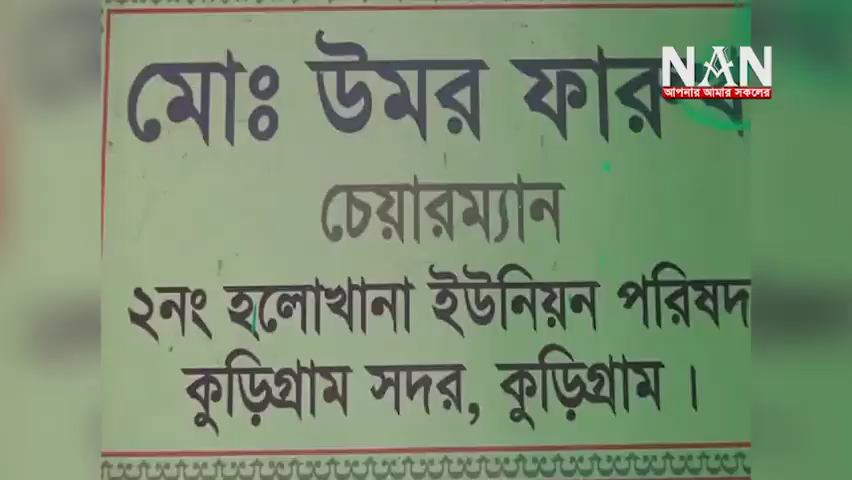 NAN
আপনার আমার সকলের
মোঃ উমর
চেয়ারম্যান
২নং হলোখানা ইউনিয়ন পরিষদ
কুড়িগ্রাম সদর, কুড়িগ্রাম ।